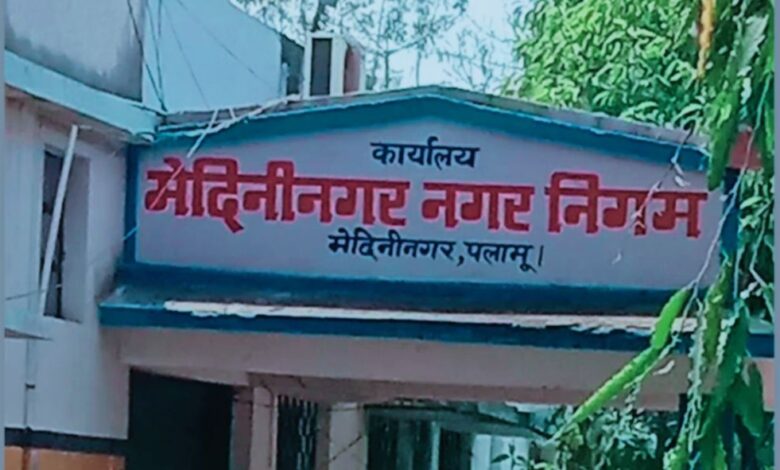 कार्यालय
मेदिनीनगर नगर निगम
मेदिनीनगर, पलामू।